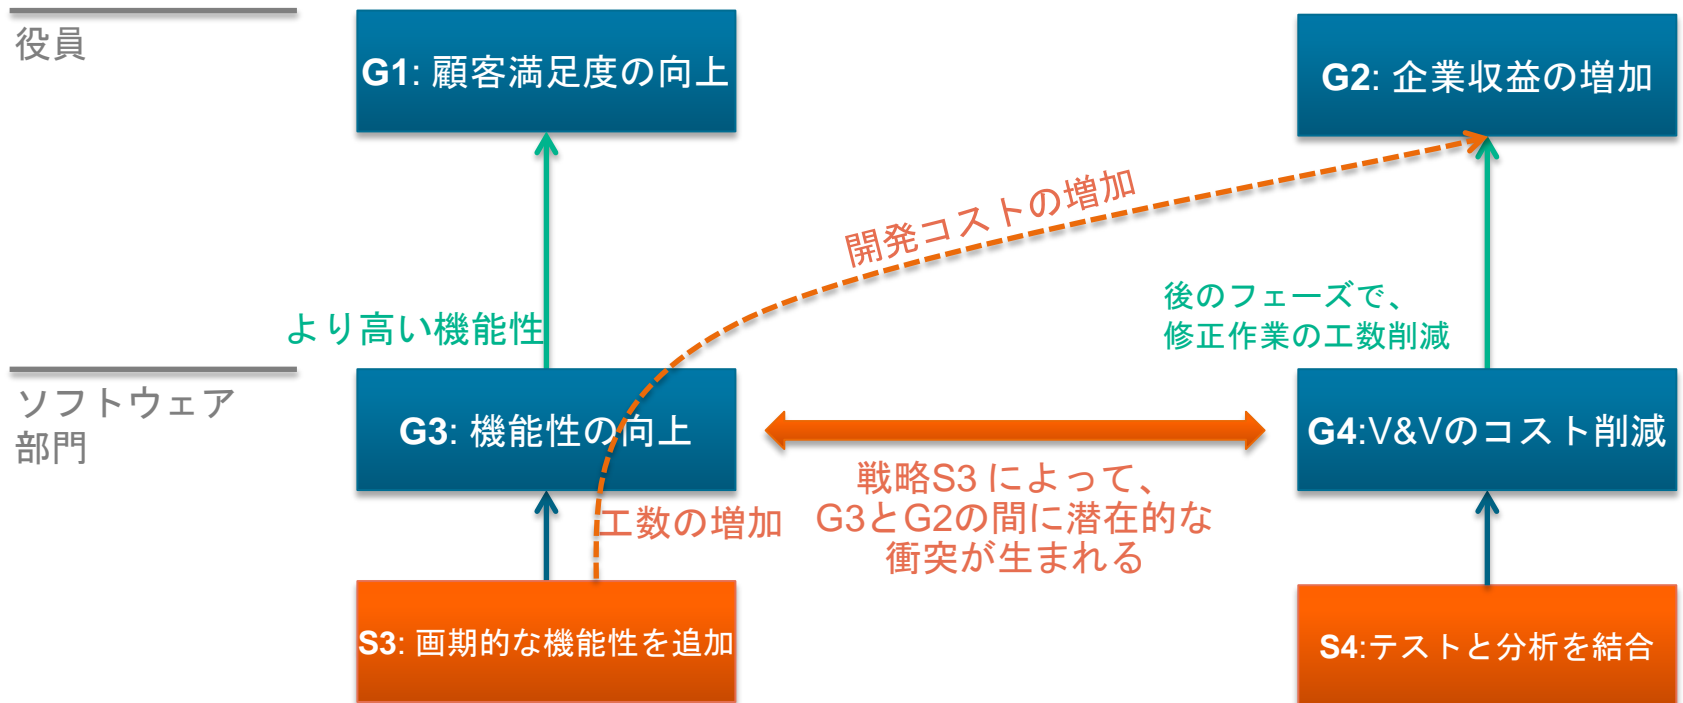 役員
G1: 顧客満足度の向上
G2: 企業収益の増加
開発コストの増加
より高い機能性
後のフェーズで、
修正作業の工数削減
ソフトウェア
部門
G3: 機能性の向上
G4:V&Vのコスト削減
戦略S3 によって、
G3とG2の間に潜在的な
衝突が生まれる
工数の増加
S3: 画期的な機能性を追加
S4:テストと分析を結合